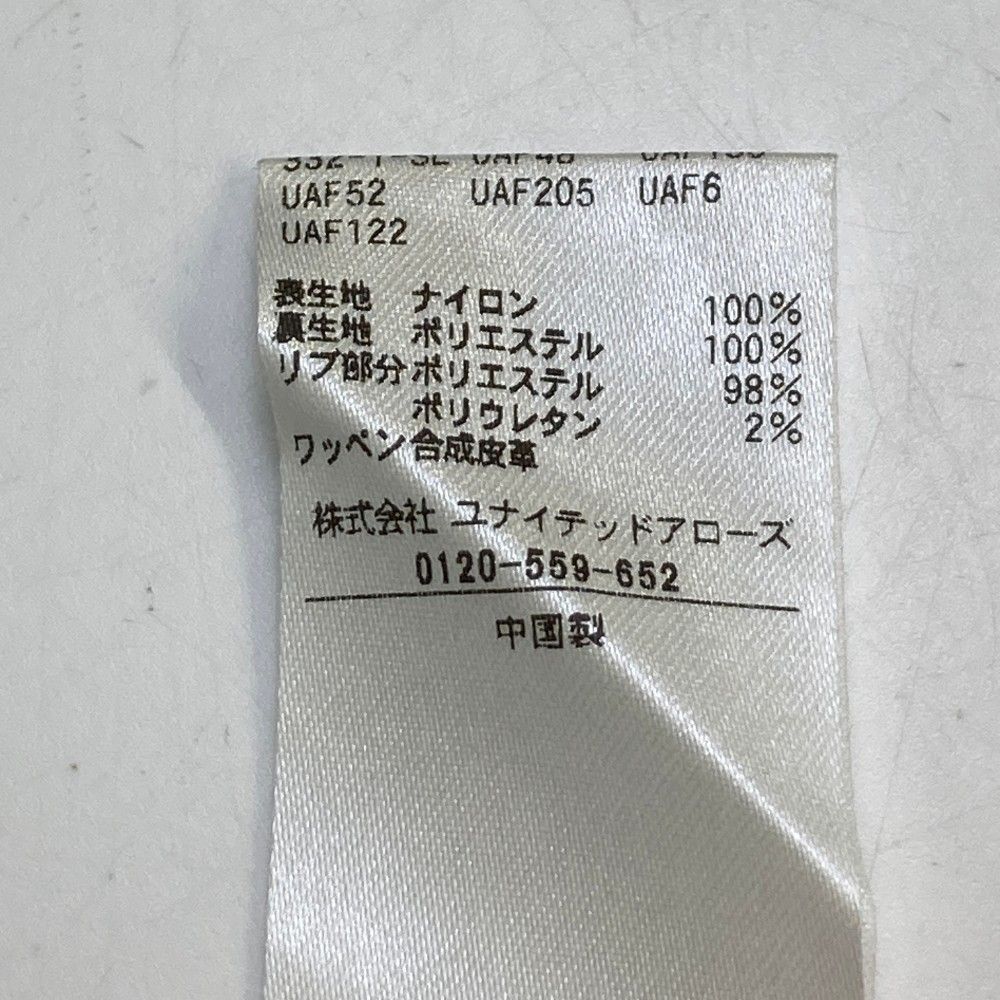 UAF52 UAF205 UAF6
UAF122
表生地 ナイロン 100%
裏生地 ポリエステル 100%
リブ部分 ポリエステル 98%
ポリウレタン 2%
ワッペン 合成皮革
株式会社 ユナイテッドアローズ
0120-559-652
中国製